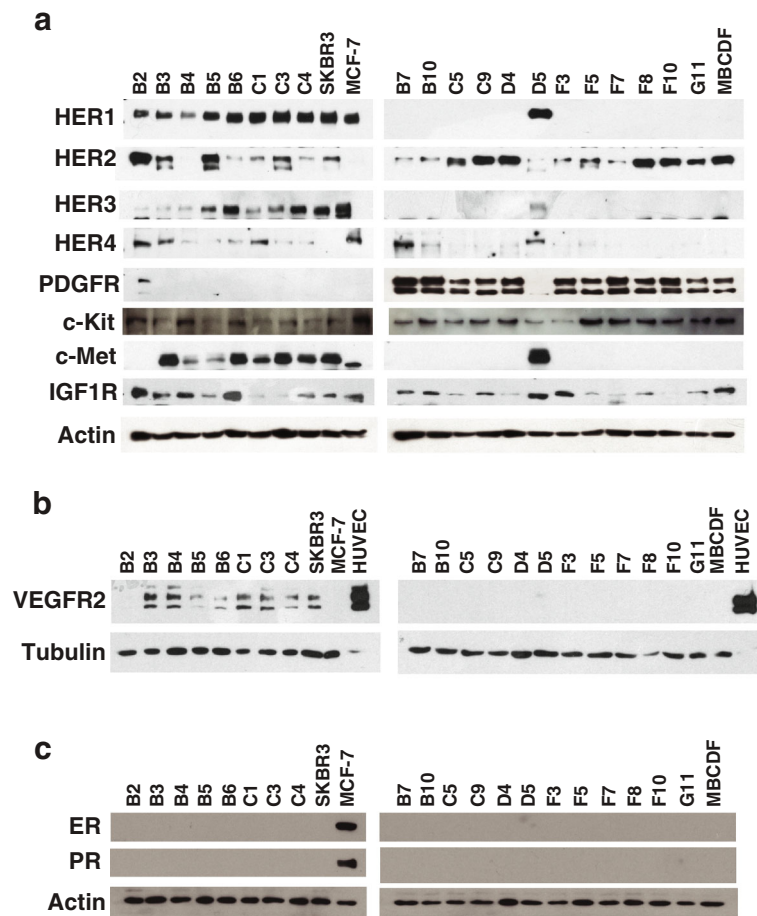 a
B2 B3 B4 B5 B6 C1 C3 C4 SKBR3 MCF-7 B7 B10 C5 C9 D4 D5 F3 F5 F7 F8 F10 G11 MBCDF
HER1
HER2
HER3
HER4
PDGFR
c-Kit
c-Met
IGF1R
Actin
b
B2 B3 B4 B5 B6 C1 C3 C4 SKBR3 MCF-7 HUVEC B7 B10 C5 C9 D4 D5 F3 F5 F7 F8 F10 G11 MBCDF HUVEC
VEGFR2
Tubulin
c
B2 B3 B4 B5 B6 C1 C3 C4 SKBR3 MCF-7 B7 B10 C5 C9 D4 D5 F3 F5 F7 F8 F10 G11 MBCDF
ER
PR
Actin